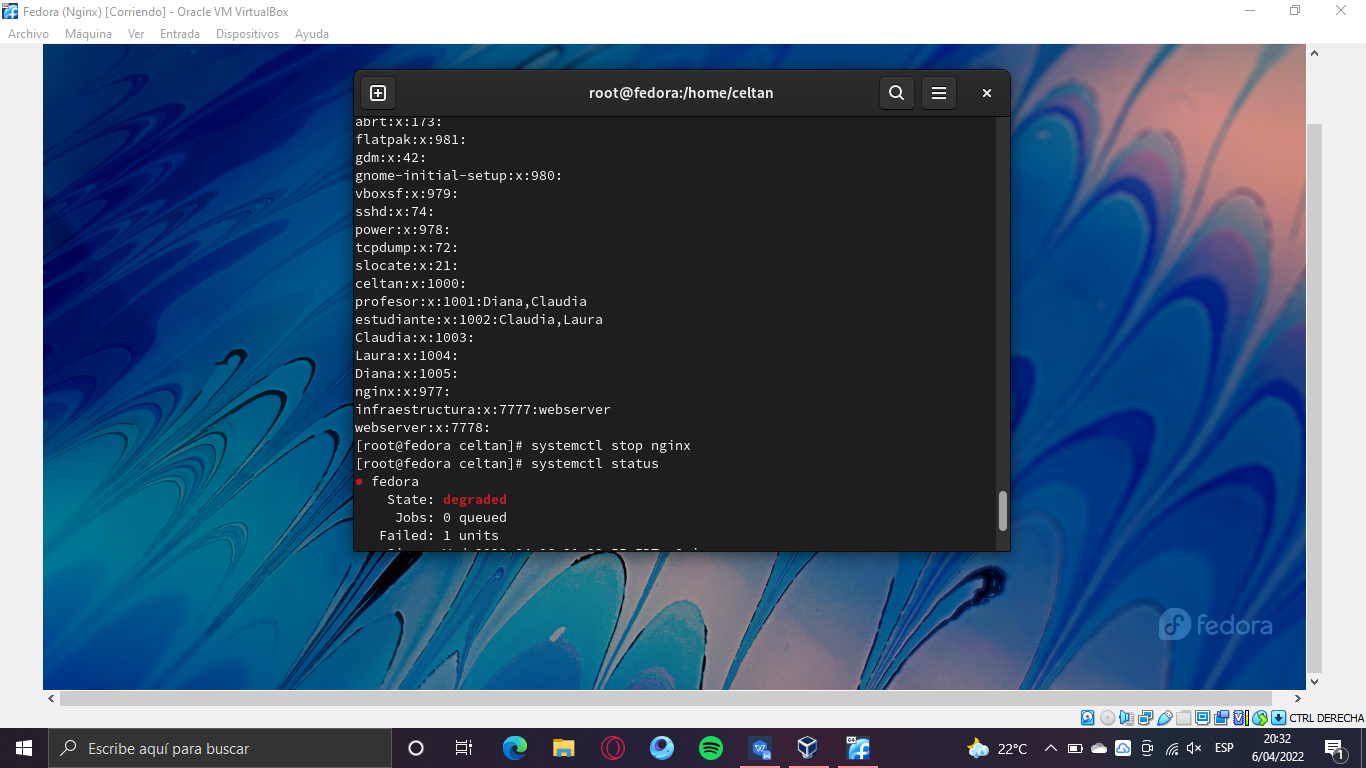 Fedora (Nginx) [Corriendo] - Oracle VM VirtualBox
Archivo Máquina Ver Entrada Dispositivos Ayuda
root@fedora:/home/celtan
abrt:x:173:
flatpak:x:981:
gdm:x:42:
gnome-initial-setup:x:980:
vboxsf:x:979:
sshd:x:74:
power:x:978:
tcpdump:x:72:
slocate:x:21:
celtan:x:1000:
profesor:x:1001:Diana,Claudia
estudiante:x:1002:Claudia,Laura
Claudia:x:1003:
Laura:x:1004:
Diana:x:1005:
nginx:x:977:
infraestructura:x:7777:webserver
webserver:x:7778:
[root@fedora celtan]# systemctl stop nginx
[root@fedora celtan]# systemctl status
● fedora
State: degraded
Jobs: 0 queued
Failed: 1 units
fedora
CTRL DERECHA
Escribe aquí para buscar
22°C
ESP
20:32
6/04/2022
1